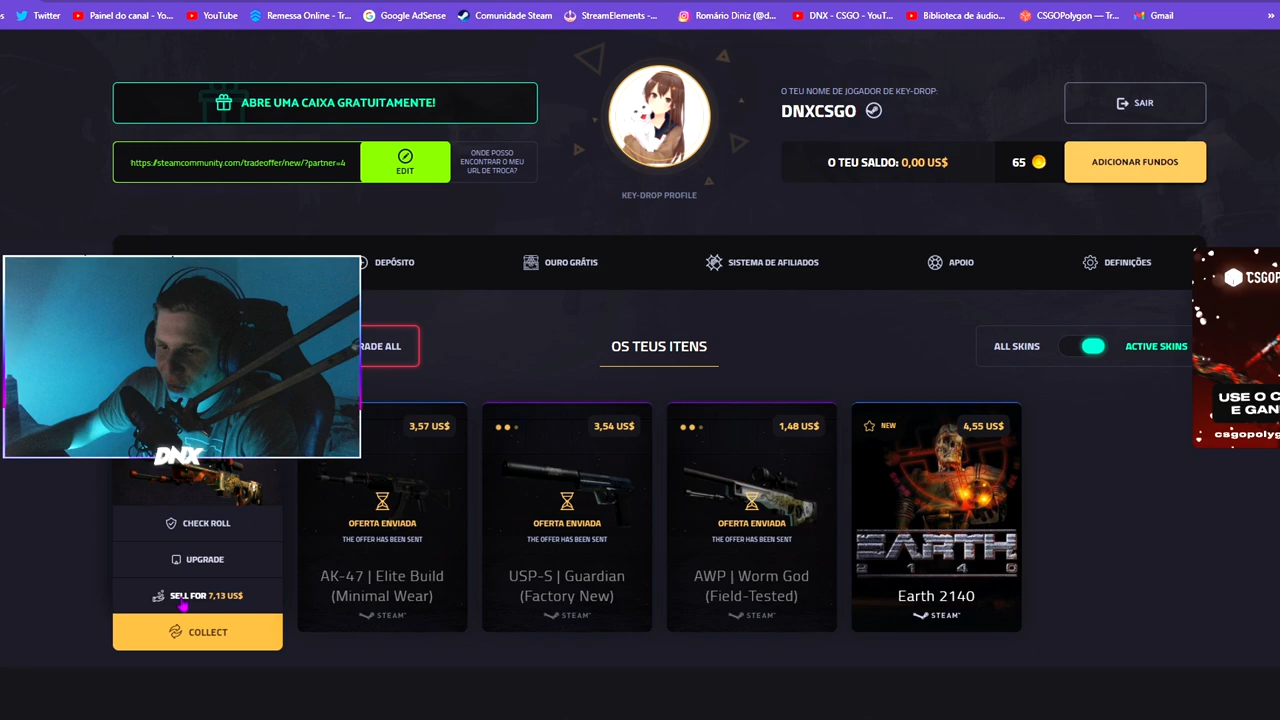 Twitter
Painel do canal - Yo...
YouTube
Remessa Online - Tr...
Google AdSense
Comunidade Steam
StreamElements -...
Romário Diniz (@d...
DNX - CSGO - YouT...
Biblioteca de áudio...
CSGOPolygon — Tr...
Gmail
»
ABRE UMA CAIXA GRATUITAMENTE!
https://steamcommunity.com/tradeoffer/new/?partner=4
EDIT
ONDE POSSO
ENCONTRAR O MEU
URL DE TROCA?
KEY-DROP PROFILE
O TEU NOME DE JOGADOR DE KEY-DROP:
DNXCSGO
SAIR
O TEU SALDO: 0,00 US$
65
ADICIONAR FUNDOS
DEPÓSITO
OURO GRÁTIS
SISTEMA DE AFILIADOS
APOIO
DEFINIÇÕES
RADE ALL
OS TEUS ITENS
ALL SKINS
ACTIVE SKINS
CSGOP
USE O C
E GAN
csgopolyg
DNX
CHECK ROLL
UPGRADE
SELL FOR 7,13 US$
COLLECT
3,57 US$
OFERTA ENVIADA
THE OFFER HAS BEEN SENT
AK-47 | Elite Build
(Minimal Wear)
STEAM
3,54 US$
OFERTA ENVIADA
THE OFFER HAS BEEN SENT
USP-S | Guardian
(Factory New)
STEAM
1,48 US$
OFERTA ENVIADA
THE OFFER HAS BEEN SENT
AWP | Worm God
(Field-Tested)
STEAM
NEW
4,55 US$
EARTH
2140
Earth 2140
STEAM